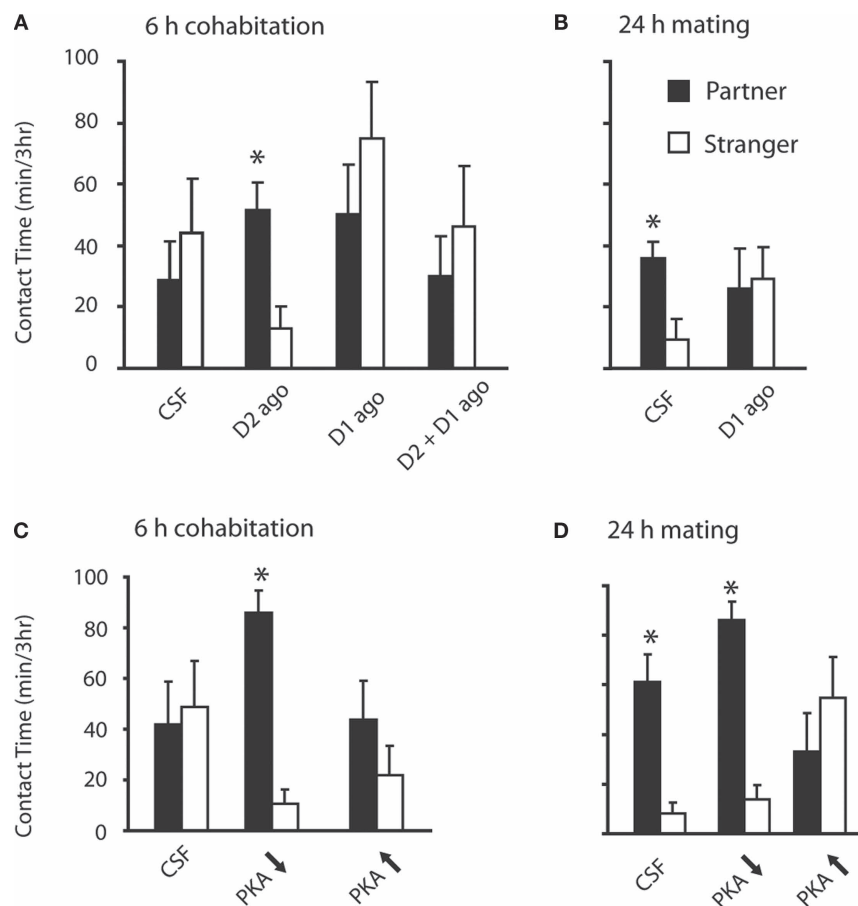 A
6 h cohabitation
Contact Time (min/3hr)
100
80
60
40
20
0
*
CSF
D2 ago
D1 ago
D2 + D1 ago
B
24 h mating
Partner
Stranger
*
CSF
D1 ago
C
6 h cohabitation
Contact Time (min/3hr)
100
80
60
40
20
0
*
CSF
PKA
PKA
D
24 h mating
*
*
CSF
PKA
PKA